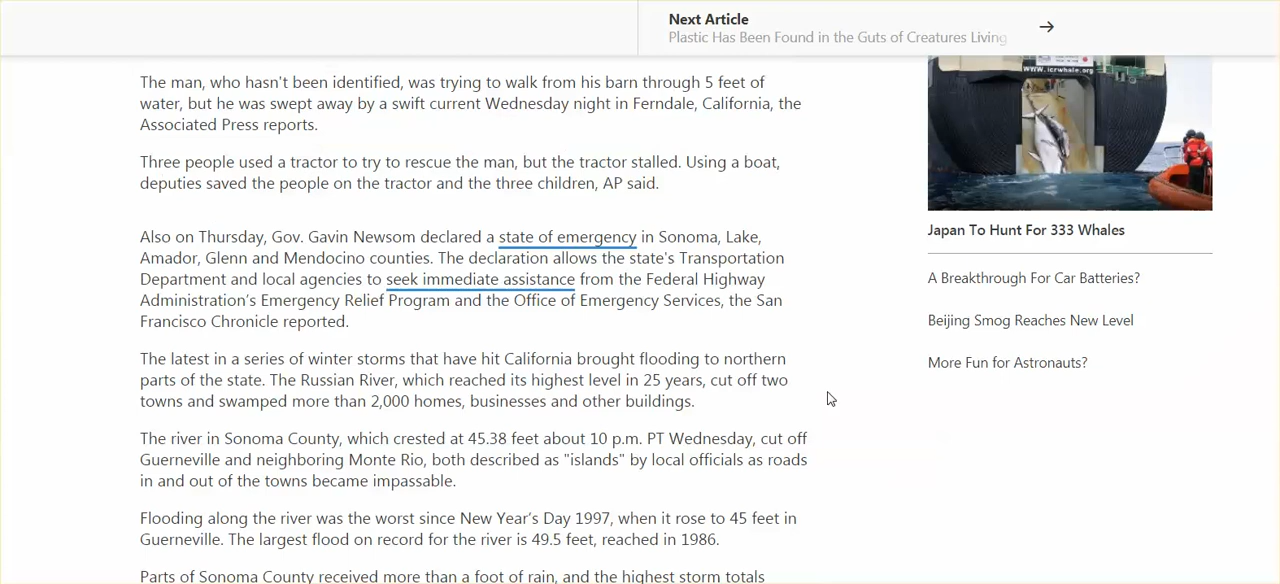 Next Article
Plastic Has Been Found in the Guts of Creatures Living
www.icrwhale.org
The man, who hasn't been identified, was trying to walk from his barn through 5 feet of
water, but he was swept away by a swift current Wednesday night in Ferndale, California, the
Associated Press reports.
Three people used a tractor to try to rescue the man, but the tractor stalled. Using a boat,
deputies saved the people on the tractor and the three children, AP said.
Also on Thursday, Gov. Gavin Newsom declared a state of emergency in Sonoma, Lake,
Amador, Glenn and Mendocino counties. The declaration allows the state's Transportation
Department and local agencies to seek immediate assistance from the Federal Highway
Administration's Emergency Relief Program and the Office of Emergency Services, the San
Francisco Chronicle reported.
The latest in a series of winter storms that have hit California brought flooding to northern
parts of the state. The Russian River, which reached its highest level in 25 years, cut off two
towns and swamped more than 2,000 homes, businesses and other buildings.
The river in Sonoma County, which crested at 45.38 feet about 10 p.m. PT Wednesday, cut off
Guerneville and neighboring Monte Rio, both described as "islands" by local officials as roads
in and out of the towns became impassable.
Flooding along the river was the worst since New Year's Day 1997, when it rose to 45 feet in
Guerneville. The largest flood on record for the river is 49.5 feet, reached in 1986.
Parts of Sonoma County received more than a foot of rain, and the highest storm totals
Japan To Hunt For 333 Whales
A Breakthrough For Car Batteries?
Beijing Smog Reaches New Level
More Fun for Astronauts?